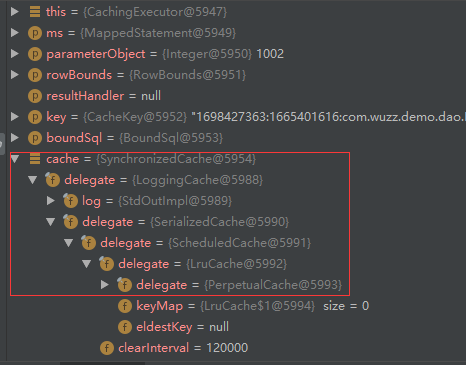 this = {CachingExecutor@5947}
ms = {MappedStatement@5949}
parameterObject = {Integer@5950} 1002
rowBounds = {RowBounds@5951}
resultHandler = null
key = {CacheKey@5952} "1698427363:1665401616:com.wuzz.demo.dao.
boundSql = {BoundSql@5953}
cache = {SynchronizedCache@5954}
delegate = {LoggingCache@5988}
log = {StdOutImpl@5989}
delegate = {SerializedCache@5990}
delegate = {ScheduledCache@5991}
delegate = {LruCache@5992}
delegate = {PerpetualCache@5993}
keyMap = {LruCache$1@5994} size = 0
eldestKey = null
clearInterval = 120000